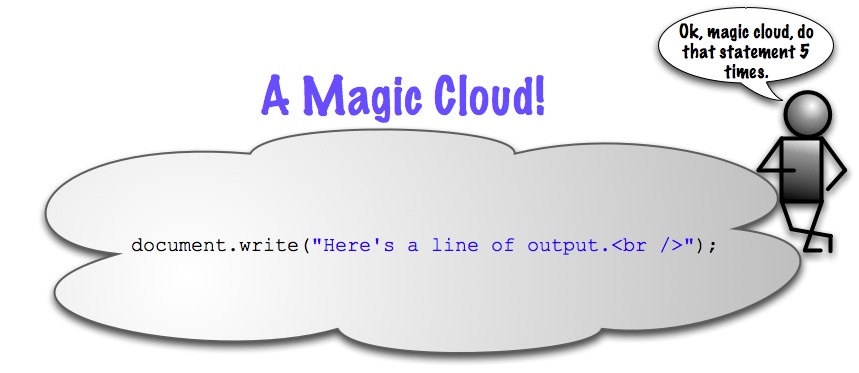 Ok, magic cloud, do
that statement 5
times.
A Magic Cloud!
document.write("Here's a line of output.<br />");